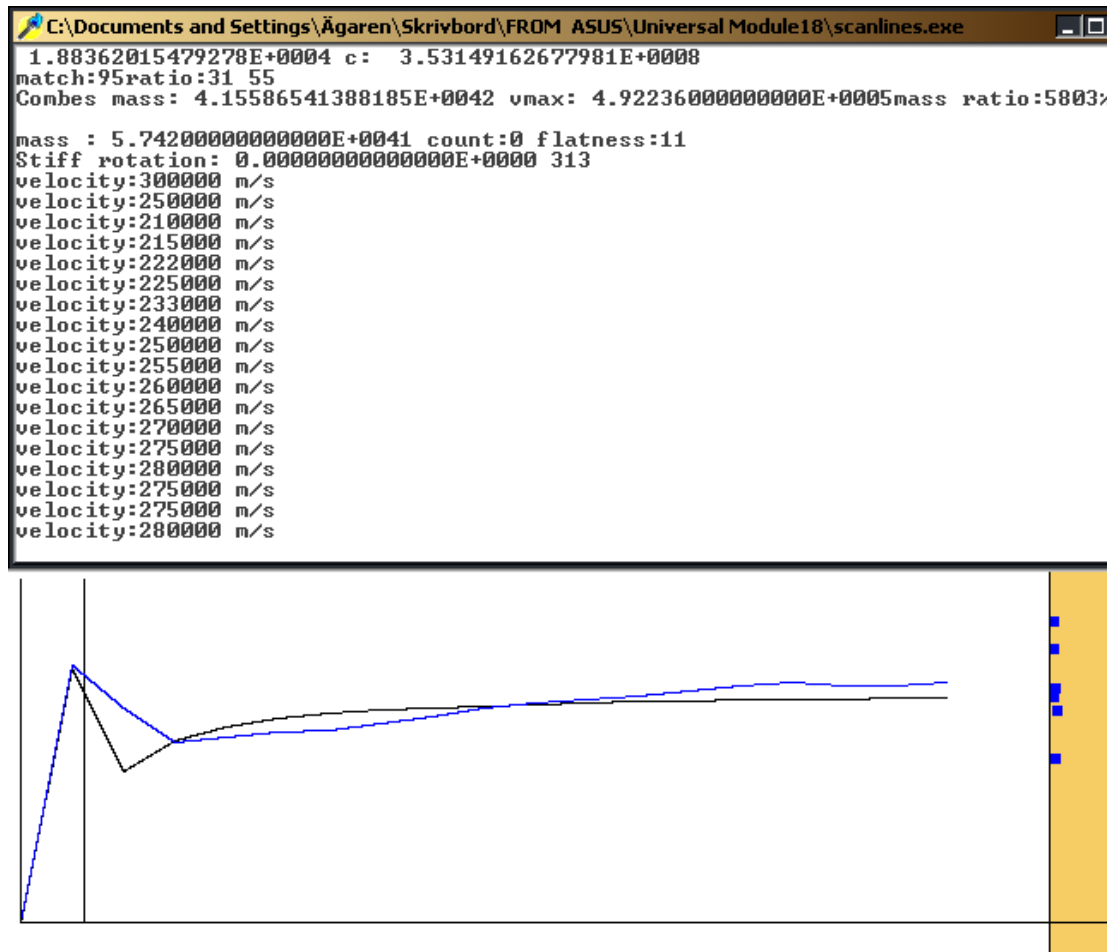 C:\Documents and Settings\Ägaren\Skrivbord\FROM ASUS\Universal Module18\scanlines.exe
1.88362015479278E+0004 c:  3.53149162677981E+0008
match:95ratio:31 55
Combes mass: 4.15586541388185E+0042 vmax: 4.92236000000000E+0005mass ratio:5803%
mass : 5.74200000000000E+0041 count:0 flatness:11
Stiff rotation: 0.00000000000000E+0000 313
velocity:300000 m/s
velocity:250000 m/s
velocity:210000 m/s
velocity:215000 m/s
velocity:222000 m/s
velocity:225000 m/s
velocity:233000 m/s
velocity:240000 m/s
velocity:250000 m/s
velocity:255000 m/s
velocity:260000 m/s
velocity:265000 m/s
velocity:270000 m/s
velocity:275000 m/s
velocity:280000 m/s
velocity:275000 m/s
velocity:275000 m/s
velocity:280000 m/s